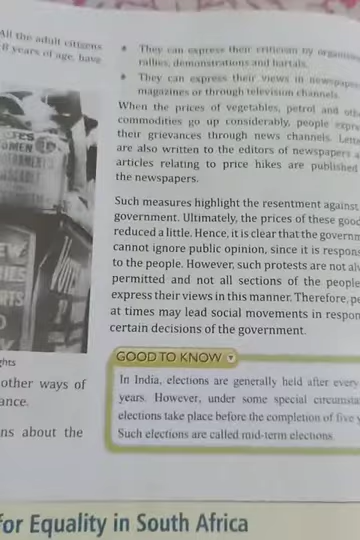 All the adult citizens
8 years of age, have
• They can express their criticism by organising
rallies, demonstrations and hartals.
• They can express their views in newspape
magazines or through television channels.
When the prices of vegetables, petrol and oth
commodities go up considerably, people expr
their grievances through news channels. Lette
are also written to the editors of newspapers a
articles relating to price hikes are published
the newspapers.
Such measures highlight the resentment against
government. Ultimately, the prices of these good
reduced a little. Hence, it is clear that the governm
cannot ignore public opinion, since it is respons
to the people. However, such protests are not alw
permitted and not all sections of the people
express their views in this manner. Therefore, pe
at times may lead social movements in respon
certain decisions of the government.
GOOD TO KNOW
In India, elections are generally held after every
years. However, under some special circumsta
elections take place before the completion of five y
Such elections are called mid-term elections.
ghts
other ways of
ance.
ns about the
for Equality in South Africa